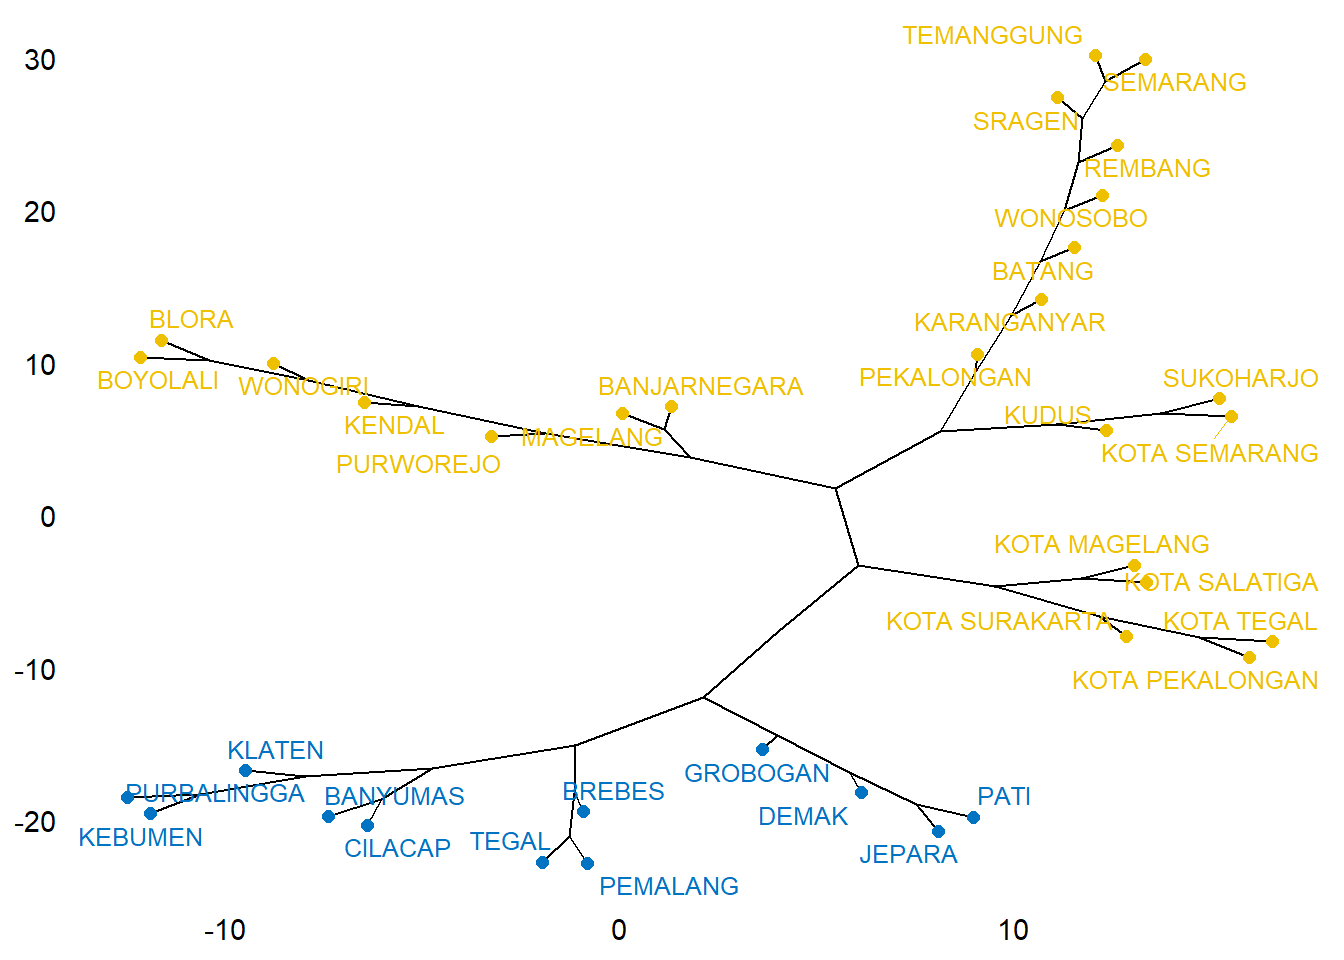 TEMANGGUNG
30
SEMARANG
SRAGEN
REMBANG
20
WONOSOBO
BATANG
BLORA
KARANGANYAR
10
BOYOLALI
WONOGIRI
BANJARNEGARA
PEKALONGAN
SUKOHARJO
KENDAL
MAGELANG
KUDUS
PURWOREJO
KOTA SEMARANG
0
KOTA MAGELANG
KOTA SALATIGA
KOTA SURAKARTA
KOTA TEGAL
-10
KOTA PEKALONGAN
KLATEN
GROBOGAN
PURBALINGGA
BANYUMAS
BREBES
PATI
-20
KEBUMEN
CILACAP
TEGAL
DEMAK
JEPARA
PEMALANG
-10
0
10